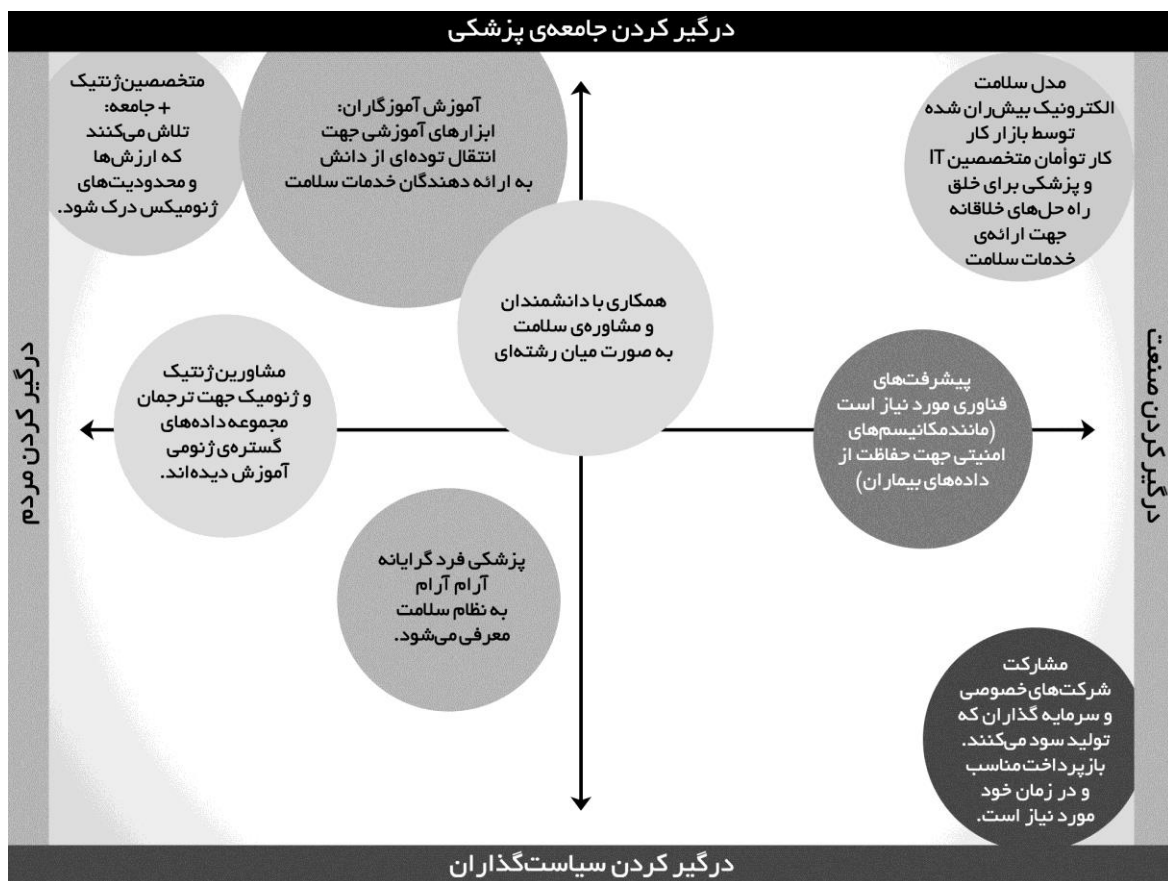 درگیر کردن جامعه‌ی پزشکی
مدل سلامت
الکترونیک بیش‌ران شده
توسط بازار کار
کار توأمان متخصصین IT
و پزشکی برای خلق
راه حل‌های خلاقانه
جهت ارائه‌ی
خدمات سلامت
آموزش آموزگاران:
ابزارهای آموزشی جهت
انتقال توده‌ای از دانش
به ارائه دهندگان خدمات سلامت
متخصصین ژنتیک
+ جامعه:
تلاش می‌کنند
که ارزش‌ها
و محدودیت‌های
ژنومیکس درک شود.
همکاری با دانشمندان
و مشاوره‌ی سلامت
به صورت میان رشته‌ای
درگیر کردن صنعت
پیشرفت‌های
فناوری مورد نیاز است
(مانند مکانیسم‌های
امنیتی جهت حفاظت از
داده‌های بیماران)
مشاورین ژنتیک
و ژنومیک جهت ترجمان
مجموعه داده‌های
گستره‌ی ژنومی
آموزش دیده‌اند.
درگیر کردن مردم
پزشکی فرد گرایانه
آرام آرام
به نظام سلامت
معرفی می‌شود.
مشارکت
شرکت‌های خصوصی
و سرمایه گذاران که
تولید سود می‌کنند.
بازپرداخت مناسب
و در زمان خود
مورد نیاز است.
درگیر کردن سیاست‌گذاران